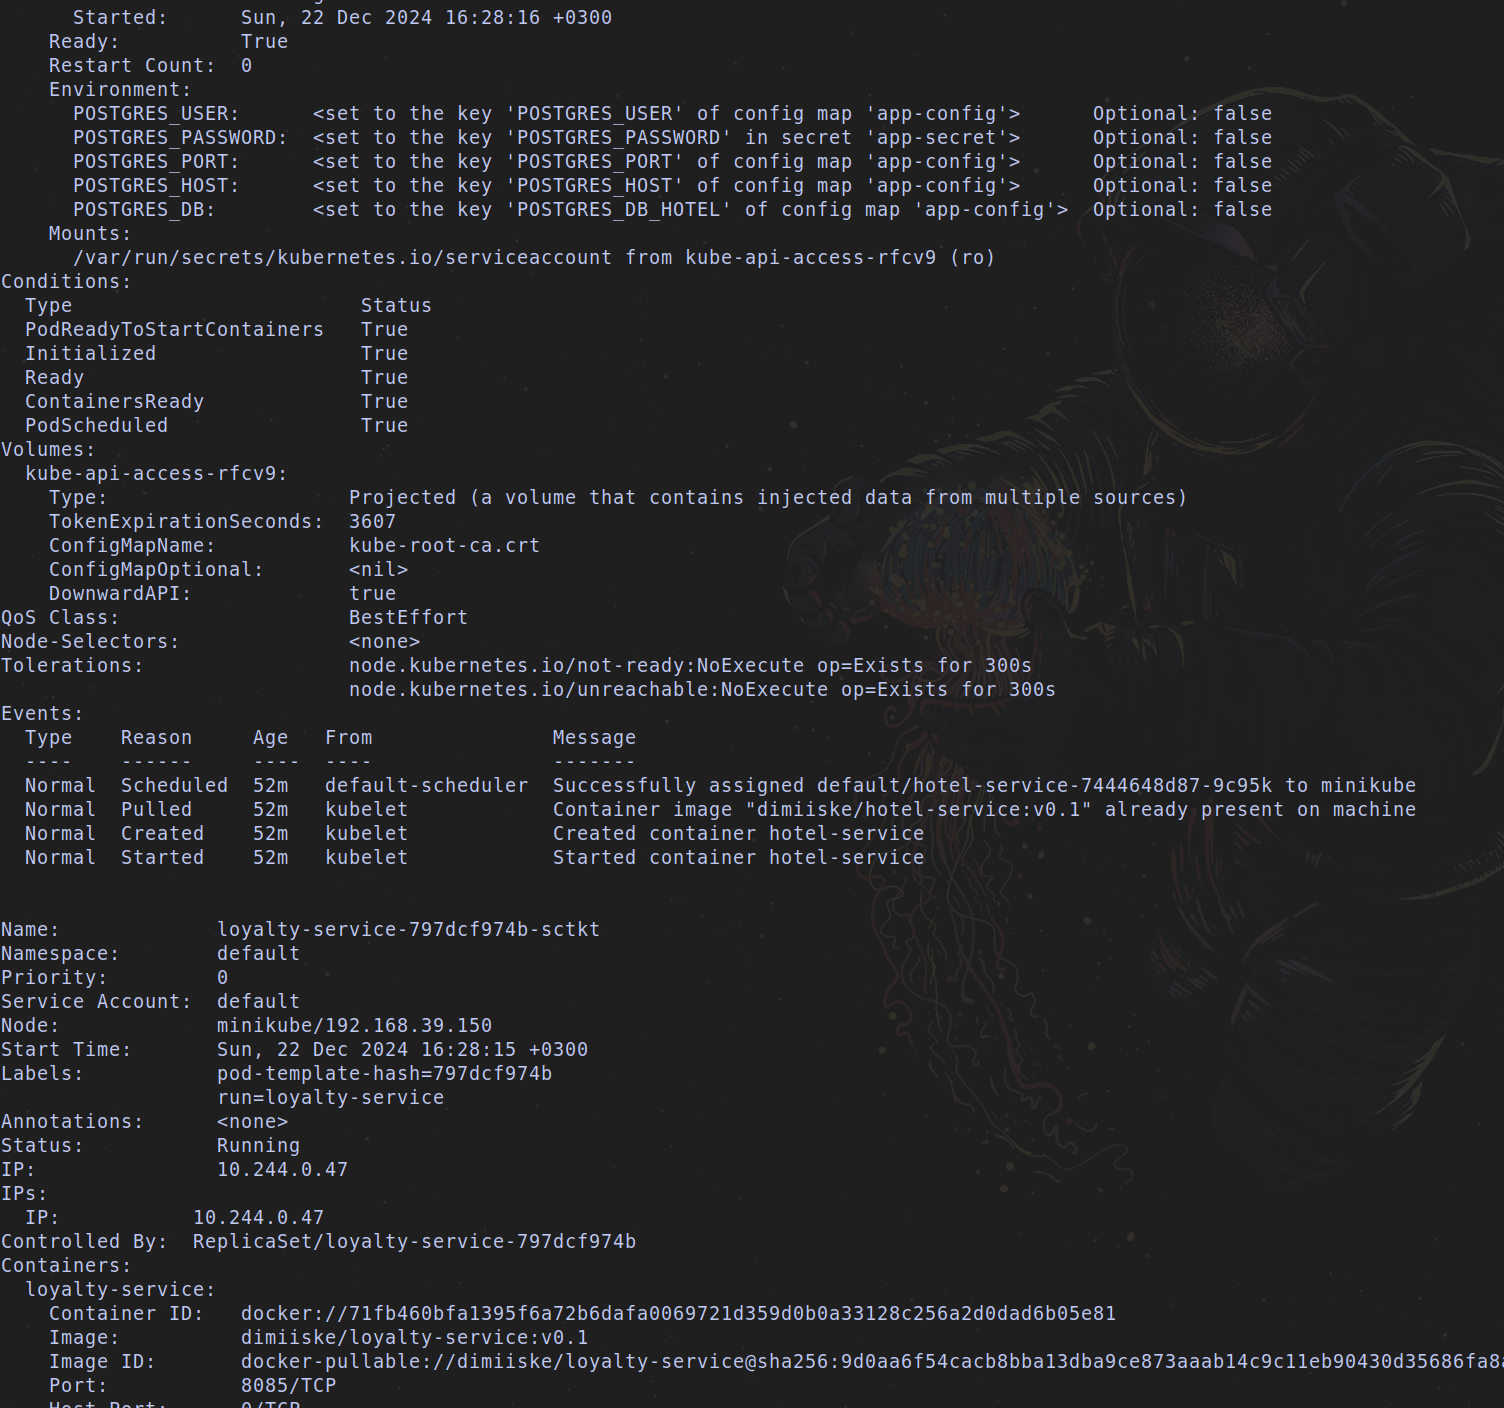 Started:      Sun, 22 Dec 2024 16:28:16 +0300
Ready:          True
Restart Count:  0
Environment:
POSTGRES_USER:      <set to the key 'POSTGRES_USER' of config map 'app-config'>      Optional: false
POSTGRES_PASSWORD:  <set to the key 'POSTGRES_PASSWORD' in secret 'app-secret'>      Optional: false
POSTGRES_PORT:      <set to the key 'POSTGRES_PORT' of config map 'app-config'>      Optional: false
POSTGRES_HOST:      <set to the key 'POSTGRES_HOST' of config map 'app-config'>      Optional: false
POSTGRES_DB:        <set to the key 'POSTGRES_DB_HOTEL' of config map 'app-config'>  Optional: false
Mounts:
/var/run/secrets/kubernetes.io/serviceaccount from kube-api-access-rfcv9 (ro)
Conditions:
Type                        Status
PodReadyToStartContainers   True
Initialized                 True
Ready                       True
ContainersReady             True
PodScheduled                True
Volumes:
kube-api-access-rfcv9:
Type:                    Projected (a volume that contains injected data from multiple sources)
TokenExpirationSeconds:  3607
ConfigMapName:           kube-root-ca.crt
ConfigMapOptional:       <nil>
DownwardAPI:             true
QoS Class:                   BestEffort
Node-Selectors:              <none>
Tolerations:                 node.kubernetes.io/not-ready:NoExecute op=Exists for 300s
node.kubernetes.io/unreachable:NoExecute op=Exists for 300s
Events:
Type    Reason     Age   From               Message
----    ------     ----  ----               -------
Normal  Scheduled  52m   default-scheduler  Successfully assigned default/hotel-service-7444648d87-9c95k to minikube
Normal  Pulled     52m   kubelet            Container image "dimiiske/hotel-service:v0.1" already present on machine
Normal  Created    52m   kubelet            Created container hotel-service
Normal  Started    52m   kubelet            Started container hotel-service
Name:             loyalty-service-797dcf974b-sctkt
Namespace:        default
Priority:         0
Service Account:  default
Node:             minikube/192.168.39.150
Start Time:       Sun, 22 Dec 2024 16:28:15 +0300
Labels:           pod-template-hash=797dcf974b
run=loyalty-service
Annotations:      <none>
Status:           Running
IP:               10.244.0.47
IPs:
IP:           10.244.0.47
Controlled By:  ReplicaSet/loyalty-service-797dcf974b
Containers:
loyalty-service:
Container ID:   docker://71fb460bfa1395f6a72b6dafa0069721d359d0b0a33128c256a2d0dad6b05e81
Image:          dimiiske/loyalty-service:v0.1
Image ID:       docker-pullable://dimiiske/loyalty-service@sha256:9d0aa6f54cacb8bba13dba9ce873aaab14c9c11eb90430d35686fa8
Port:           8085/TCP
Host Port:      0/TCP